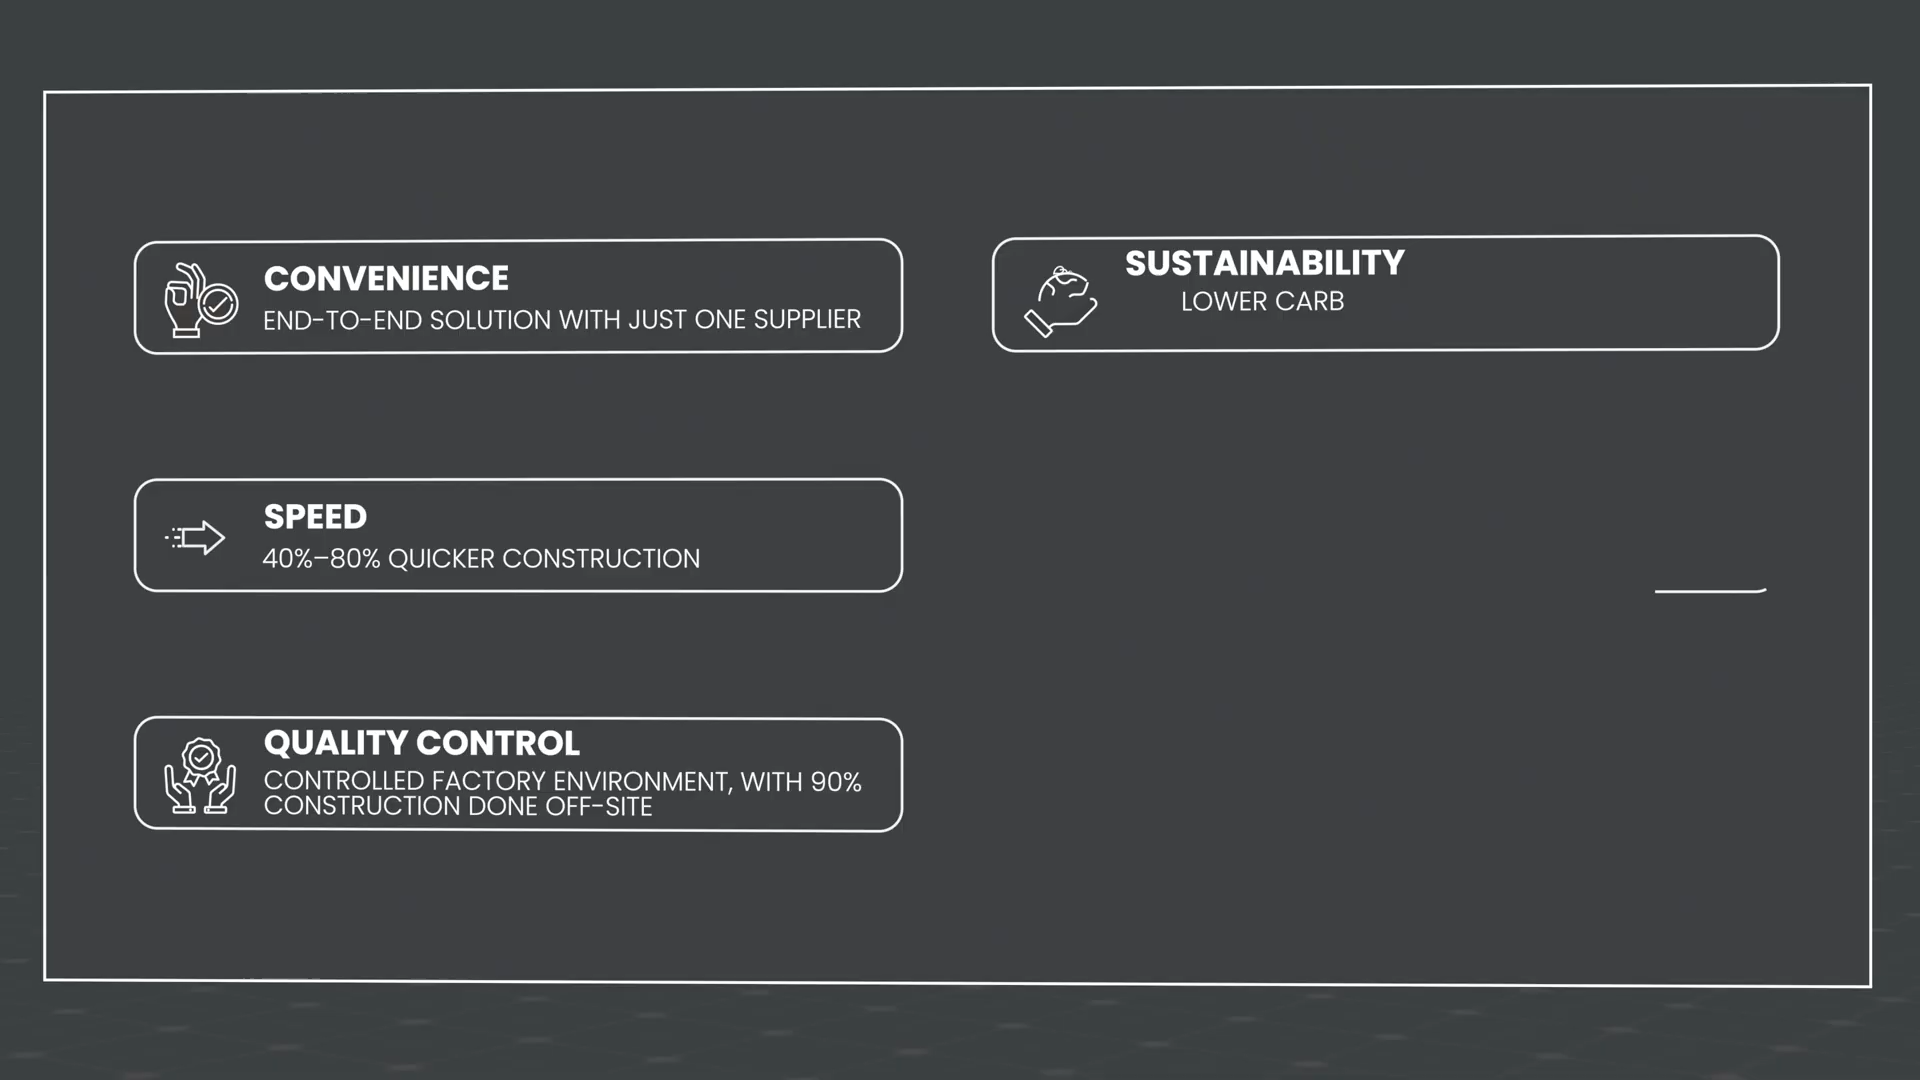 CONVENIENCE
END-TO-END SOLUTION WITH JUST ONE SUPPLIER
SPEED
40%–80% QUICKER CONSTRUCTION
QUALITY CONTROL
CONTROLLED FACTORY ENVIRONMENT, WITH 90%
CONSTRUCTION DONE OFF-SITE
SUSTAINABILITY
LOWER CARB